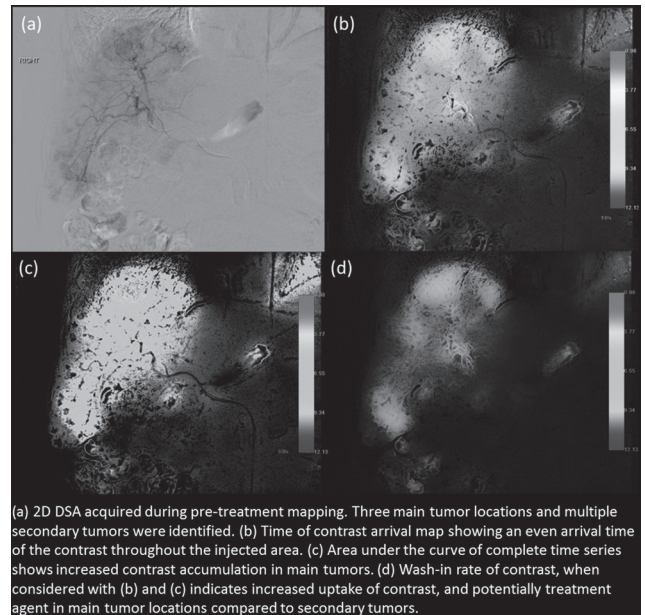 (a)
RIGHT
(b)
(c)
(d)
(a) 2D DSA acquired during pre-treatment mapping. Three main tumor locations and multiple
secondary tumors were identified. (b) Time of contrast arrival map showing an even arrival time
of the contrast throughout the injected area. (c) Area under the curve of complete time series
shows increased contrast accumulation in main tumors. (d) Wash-in rate of contrast, when
considered with (b) and (c) indicates increased uptake of contrast, and potentially treatment
agent in main tumor locations compared to secondary tumors.